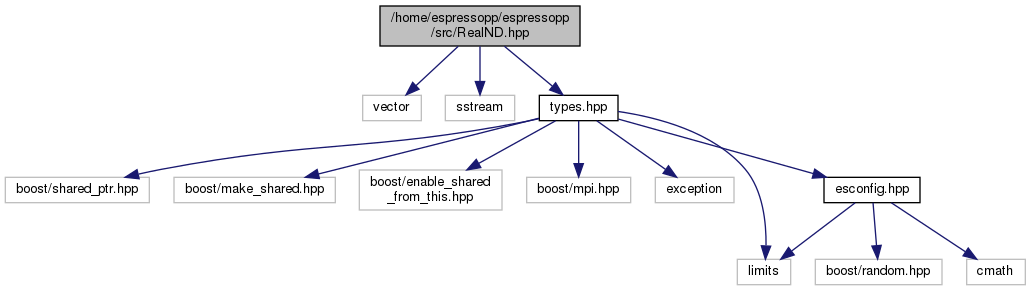 /home/espressopp/espressopp
/src/RealND.hpp
vector
sstream
types.hpp
boost/shared_ptr.hpp
boost/make_shared.hpp
boost/enable_shared
_from_this.hpp
boost/mpi.hpp
exception
esconfig.hpp
limits
boost/random.hpp
cmath